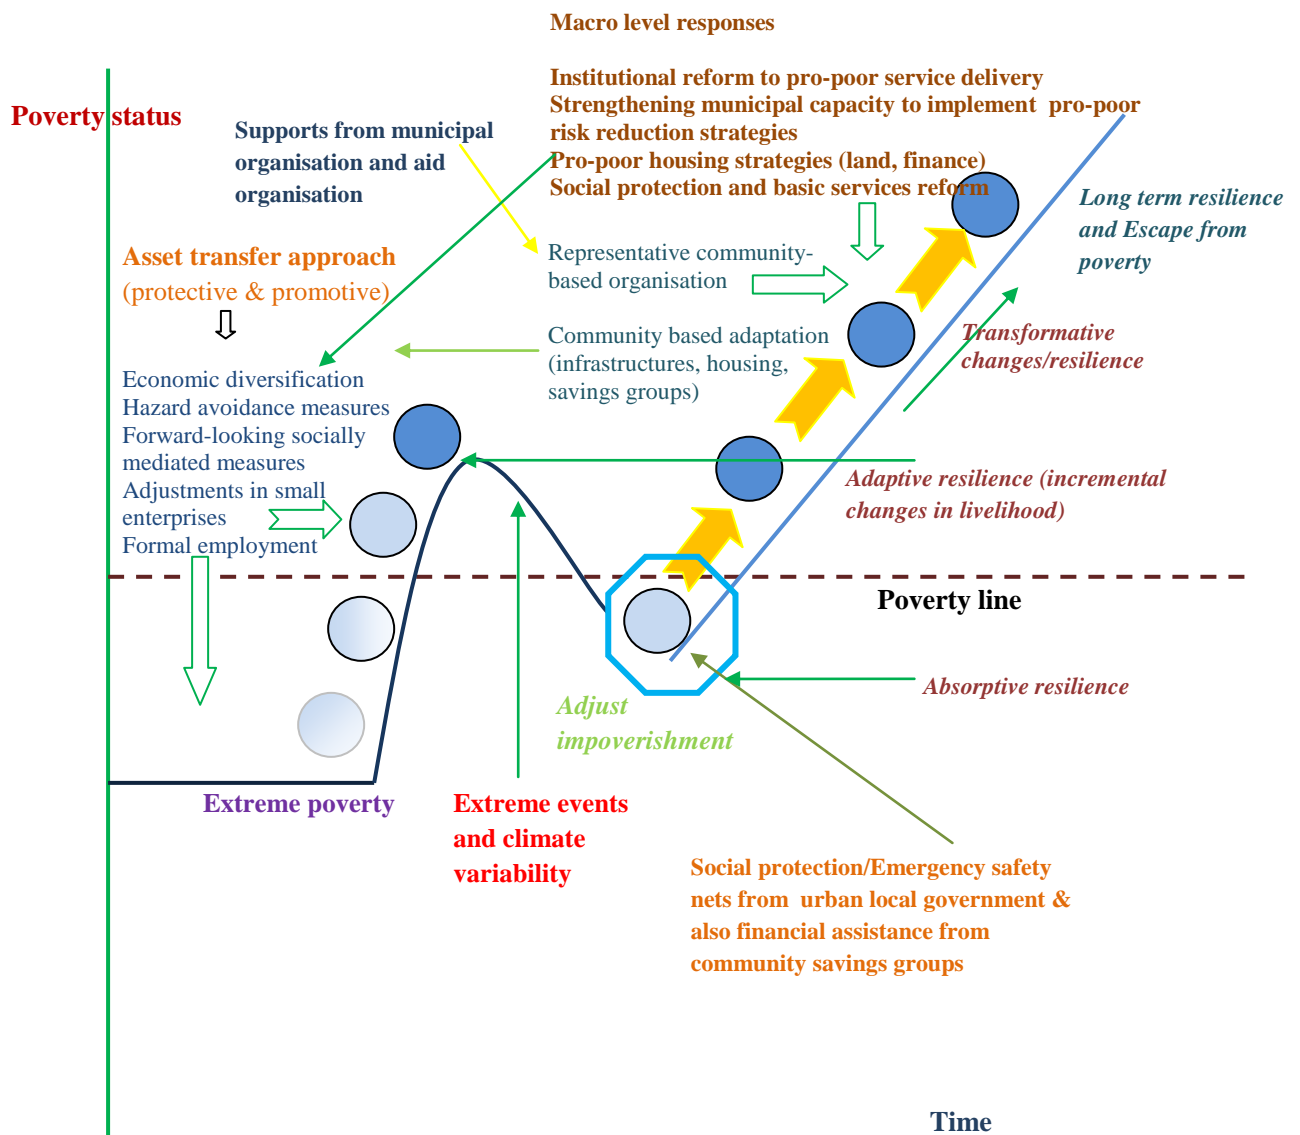 Macro level responses
Institutional reform to pro-poor service delivery
Strengthening municipal capacity to implement pro-poor
risk reduction strategies
Pro-poor housing strategies (land, finance)
Social protection and basic services reform
Poverty status
Supports from municipal
organisation and aid
organisation
Long term resilience
and Escape from
poverty
Asset transfer approach
(protective & promotive)
Representative community-
based organisation
Community based adaptation
(infrastructures, housing,
savings groups)
Transformative
changes/resilience
Economic diversification
Hazard avoidance measures
Forward-looking socially
mediated measures
Adjustments in small
enterprises
Formal employment
Adaptive resilience (incremental
changes in livelihood)
Poverty line
Absorptive resilience
Adjust
impoverishment
Extreme poverty
Extreme events
and climate
variability
Social protection/Emergency safety
nets from urban local government &
also financial assistance from
community savings groups
Time